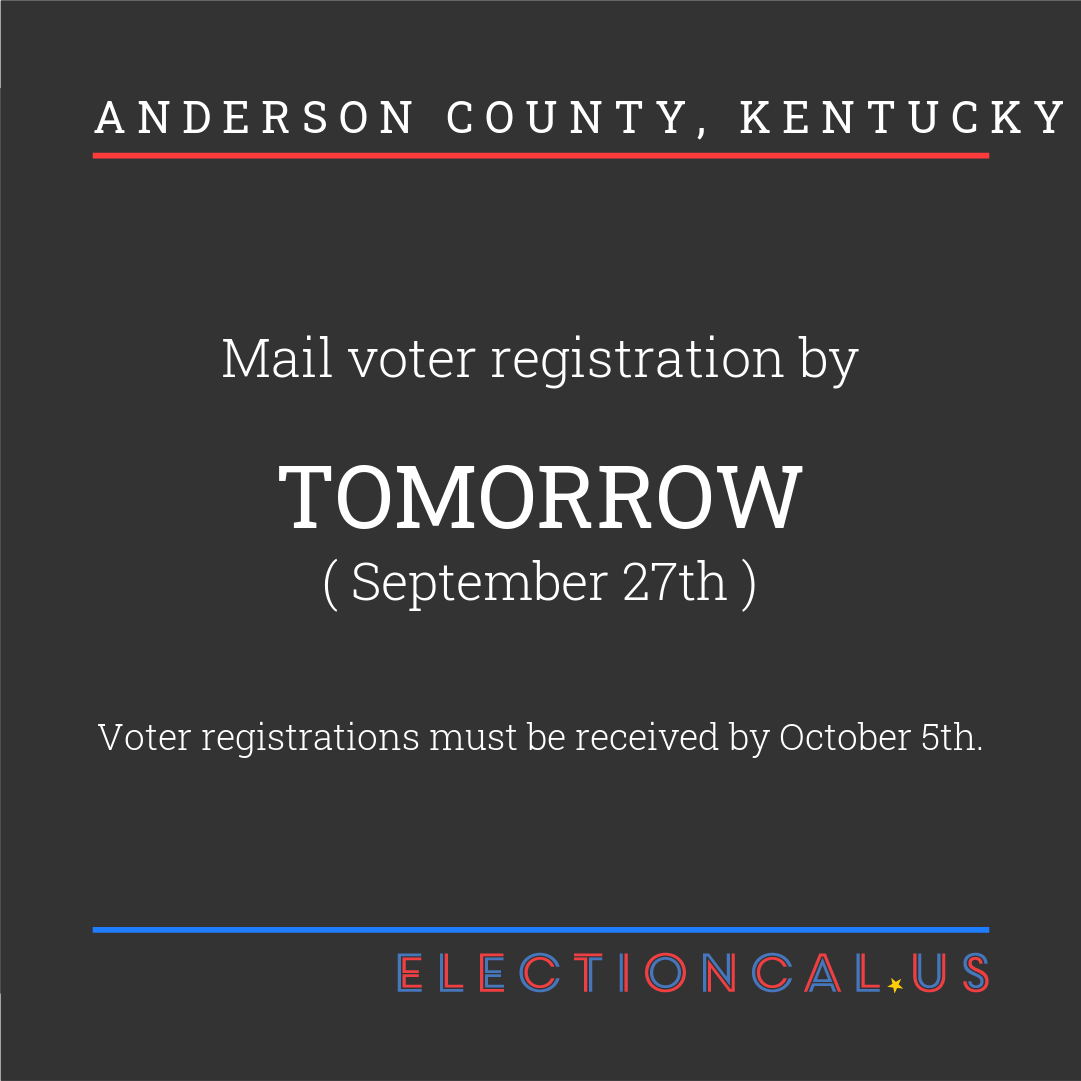 ANDERSON COUNTY, KENTUCKY
Mail voter registration by
TOMORROW
( September 27th )
Voter registrations must be received by October 5th.
ELECTIONCAL.US